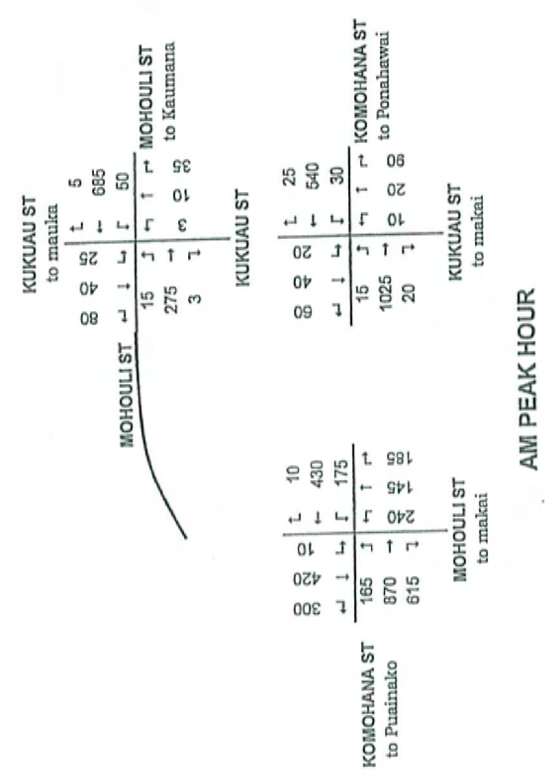 KUKUAU ST
to mauka
80 40 25
5
685
50
MOHOULI ST
MOHOULI ST
to Kaumana
15
275
3
3 10 35
KUKUAU ST
60 40 20
25
540
30
KOMOHANA ST
to Ponahawai
15
1025
20
10 20 90
KUKUAU ST
to makai
300 420 10
10
430
175
165
870
615
240 145 185
KOMOHANA ST
to Puainako
MOHOULI ST
to makai
AM PEAK HOUR